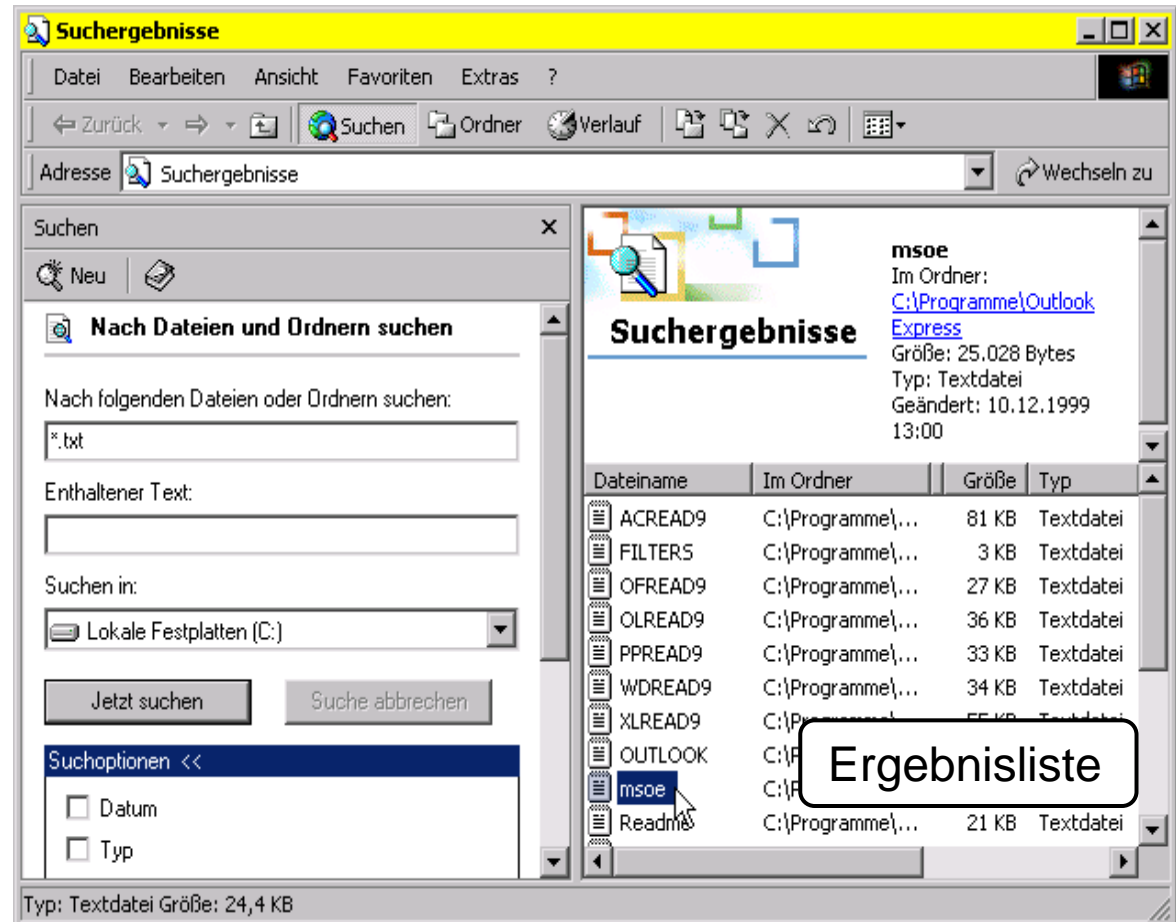 Suchergebnisse
Datei Bearbeiten Ansicht Favoriten Extras ?
Zurück Suchen Ordner Verlauf
Adresse Suchergebnisse Wechseln zu
Suchen
Neu
Nach Dateien und Ordnern suchen
Nach folgenden Dateien oder Ordnern suchen:
*.txt
Enthaltener Text:
Suchen in:
Lokale Festplatten (C:)
Jetzt suchen Suche abbrechen
Suchoptionen <<
Datum
Typ
Suchergebnisse
msoe
Im Ordner:
C:\Programme\Outlook
Express
Größe: 25.028 Bytes
Typ: Textdatei
Geändert: 10.12.1999
13:00
Dateiname Im Ordner Größe Typ
ACREAD9 C:\Programme\... 81 KB Textdatei
FILTERS C:\Programme\... 3 KB Textdatei
OFREAD9 C:\Programme\... 27 KB Textdatei
OLREAD9 C:\Programme\... 36 KB Textdatei
PPREAD9 C:\Programme\... 33 KB Textdatei
WDREAD9 C:\Programme\... 34 KB Textdatei
XLREAD9
OUTLOOK
msoe
Readme C:\Programme\... 21 KB Textdatei
Ergebnisliste
Typ: Textdatei Größe: 24,4 KB